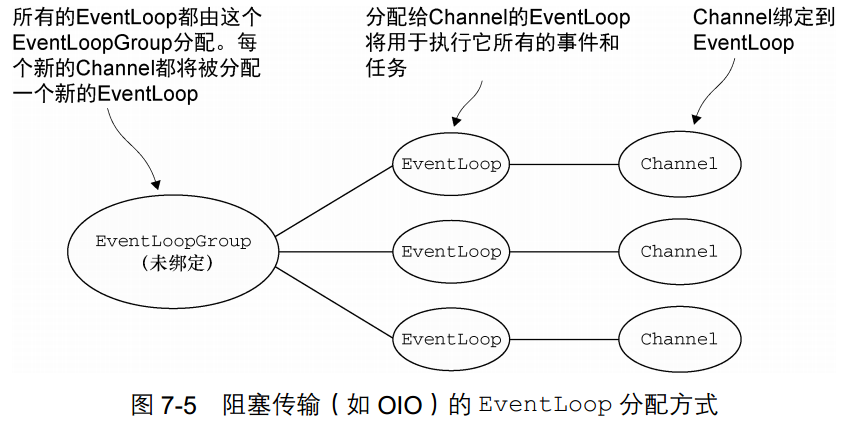 所有的EventLoop都由这个
EventLoopGroup分配。每
个新的Channel都将被分配
一个新的EventLoop
分配给Channel的EventLoop
将用于执行它所有的事件和
任务
Channel绑定到
EventLoop
EventLoopGroup
（未绑定）
EventLoop
Channel
EventLoop
Channel
EventLoop
Channel
图 7-5 阻塞传输（如 OIO）的 EventLoop 分配方式